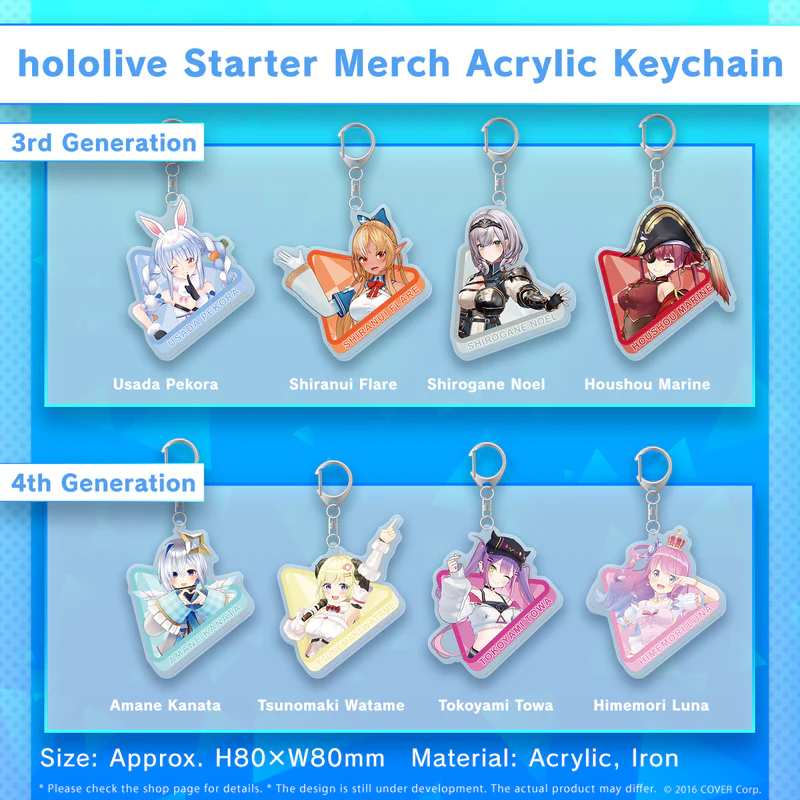 hololive Starter Merch Acrylic Keychain
3rd Generation
USADA PEKORA
SHIRANUI FLARE
SHIROGANE NOEL
HOUSHOU MARINE
Usada Pekora
Shiranui Flare
Shirogane Noel
Houshou Marine
4th Generation
AMANE KANATA
TSUNOMAKI WATAME
TOKOYAMI TOWA
HIMEMORI LUNA
Amane Kanata
Tsunomaki Watame
Tokoyami Towa
Himemori Luna
Size: Approx. H80×W80mm Material: Acrylic, Iron
* Please check the shop page for details. * The design is still under development. The actual product may differ. © 2016 COVER Corp.